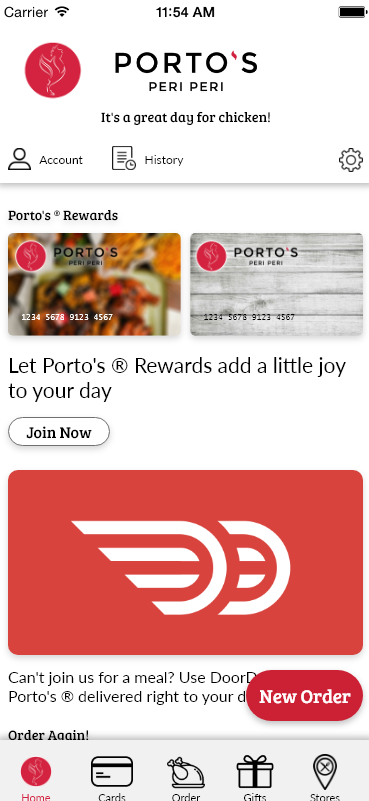 Carrier 11:54 AM
PORTO'S
PERI PERI
It's a great day for chicken!
Account History
Porto's ® Rewards
PORTO'S PORTO'S
PERI PERI PERI PERI
1234 5678 9123 4567 1234 5678 9123 4567
Let Porto's ® Rewards add a little joy
to your day
Join Now
Can't join us for a meal? Use DoorD
Porto's ® delivered right to your d
New Order
Order Again!
Home Cards Order Gifts Stores